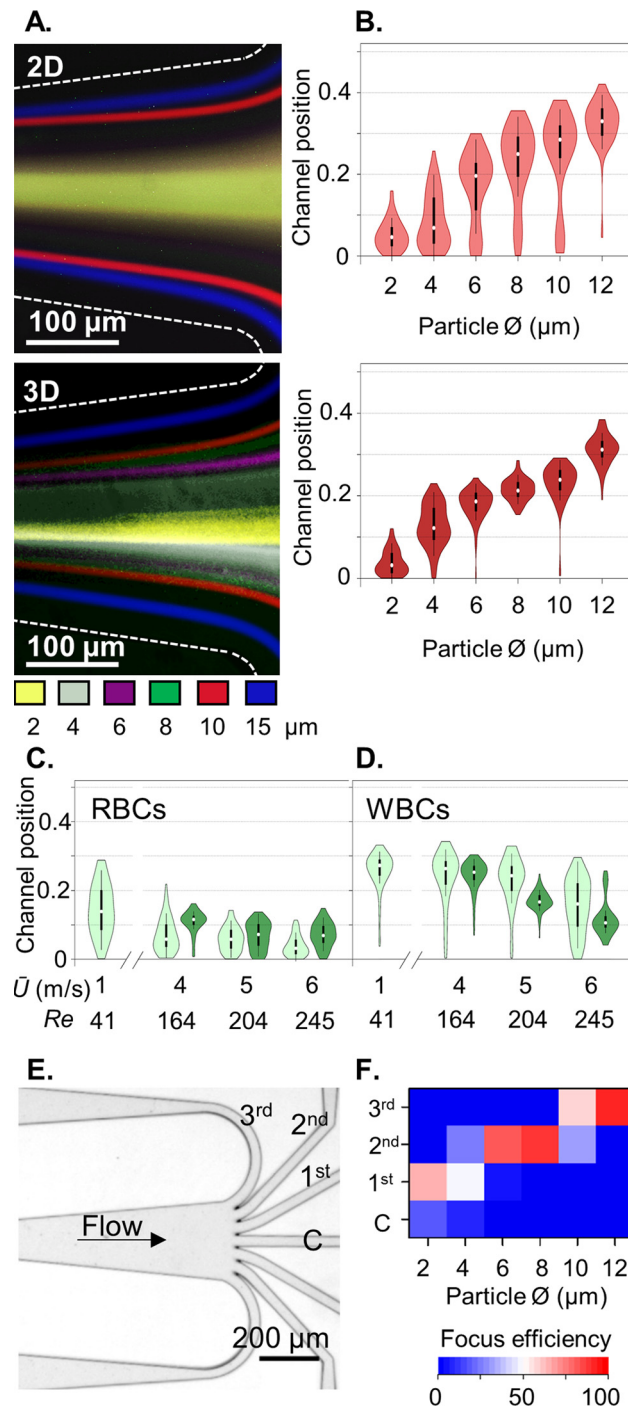 A.
B.
2D
100 µm
Channel position
0.4
0.2
0
2 4 6 8 10 12
Particle Ø (µm)
3D
100 µm
Channel position
0.4
0.2
0
2 4 6 8 10 12
Particle Ø (µm)
2 4 6 8 10 15 µm
C.
D.
Channel position
0.4
0.2
0
RBCs
WBCs
Ū (m/s) 1 4 5 6 1 4 5 6
Re 41 164 204 245 41 164 204 245
E.
F.
3rd
2nd
1st
C
Flow
200 µm
3rd
2nd
1st
C
2 4 6 8 10 12
Particle Ø (µm)
Focus efficiency
0 50 100